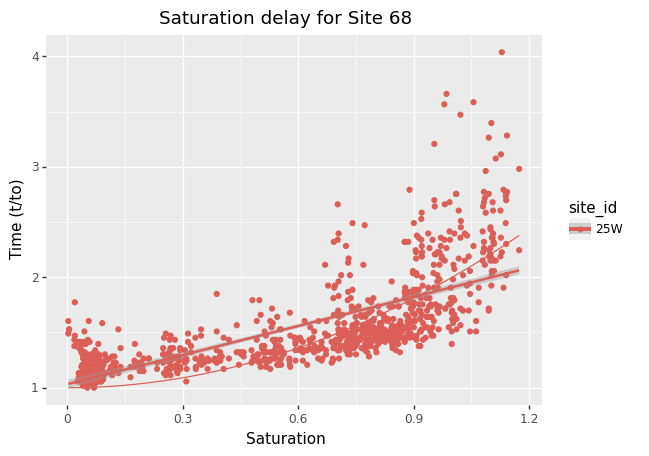 Saturation delay for Site 68
4
3
2
1
Time (t/to)
0
0.3
0.6
0.9
1.2
Saturation
site_id
25W